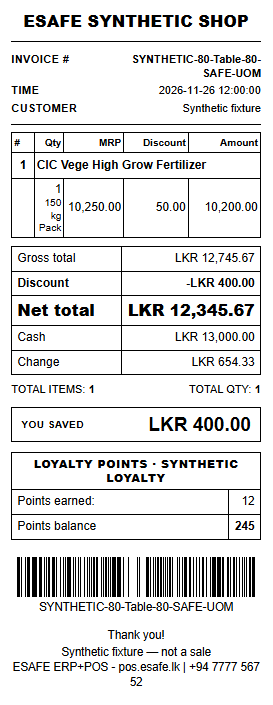 ESAFE SYNTHETIC SHOP
INVOICE # SYNTHETIC-80-Table-80-
SAFE-UOM
TIME 2026-11-26 12:00:00
CUSTOMER Synthetic fixture
# Qty MRP Discount Amount
1 CIC Vege High Grow Fertilizer
1 10,250.00 50.00 10,200.00
150
kg
Pack
Gross total LKR 12,745.67
Discount -LKR 400.00
Net total LKR 12,345.67
Cash LKR 13,000.00
Change LKR 654.33
TOTAL ITEMS: 1 TOTAL QTY: 1
YOU SAVED LKR 400.00
LOYALTY POINTS · SYNTHETIC
LOYALTY
Points earned: 12
Points balance 245
SYNTHETIC-80-Table-80-SAFE-UOM
Thank you!
Synthetic fixture — not a sale
ESAFE ERP+POS - pos.esafe.lk | +94 7777 567
52